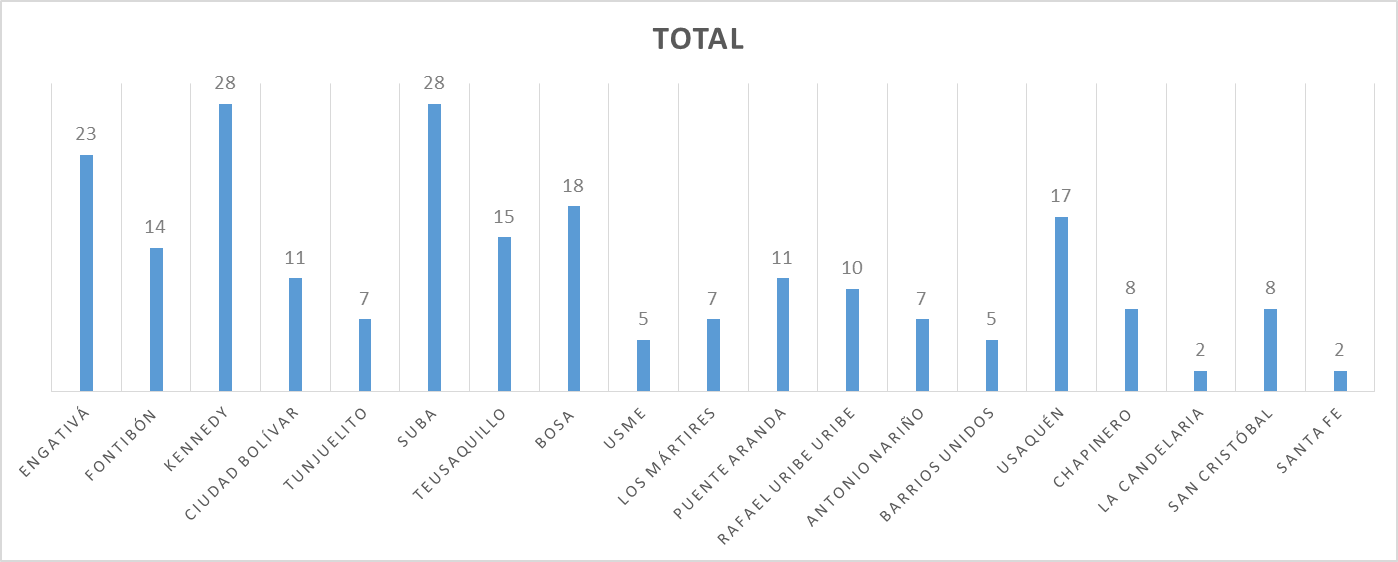 TOTAL
23
14
28
11
7
28
15
18
5
7
11
10
7
5
17
8
2
8
2
ENGATIVÁ
FONTIBÓN
KENNEDY
CIUDAD BOLÍVAR
TUNJUELITO
SUBA
TEUSAQUILLO
BOSA
USME
LOS MÁRTIRES
PUENTE ARANDA
RAFAEL URIBE URIBE
ANTONIO NARIÑO
BARRIOS UNIDOS
USAQUÉN
CHAPINERO
LA CANDELARIA
SAN CRISTÓBAL
SANTA FE